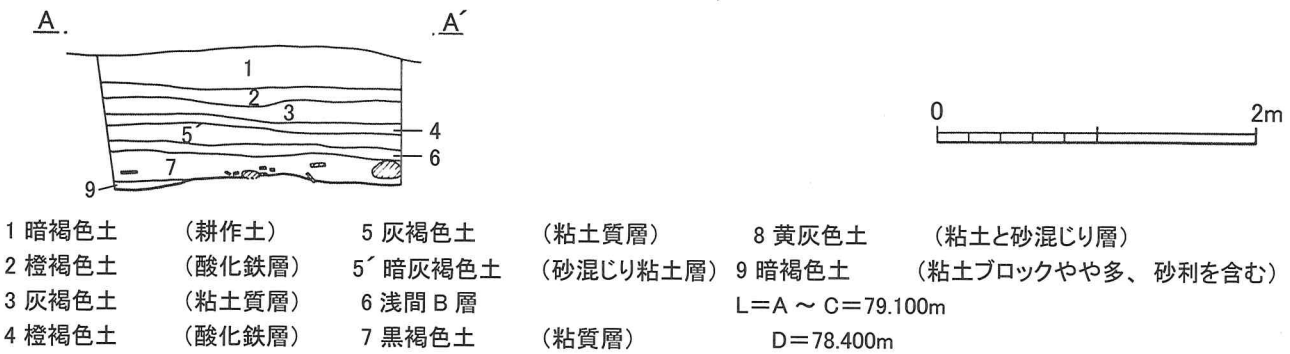 A. .A´
1
2
3
5´ 4
6
7
9
0 2m
1 暗褐色土 （耕作土） 5 灰褐色土 （粘土質層） 8 黄灰色土 （粘土と砂混じり層）
2 橙褐色土 （酸化鉄層） 5´ 暗灰褐色土 （砂混じり粘土層） 9 暗褐色土 （粘土ブロックやや多、砂利を含む）
3 灰褐色土 （粘土質層） 6 浅間 B 層 L＝A ～ C＝79.100m
4 橙褐色土 （酸化鉄層） 7 黒褐色土 （粘質層） D＝78.400m